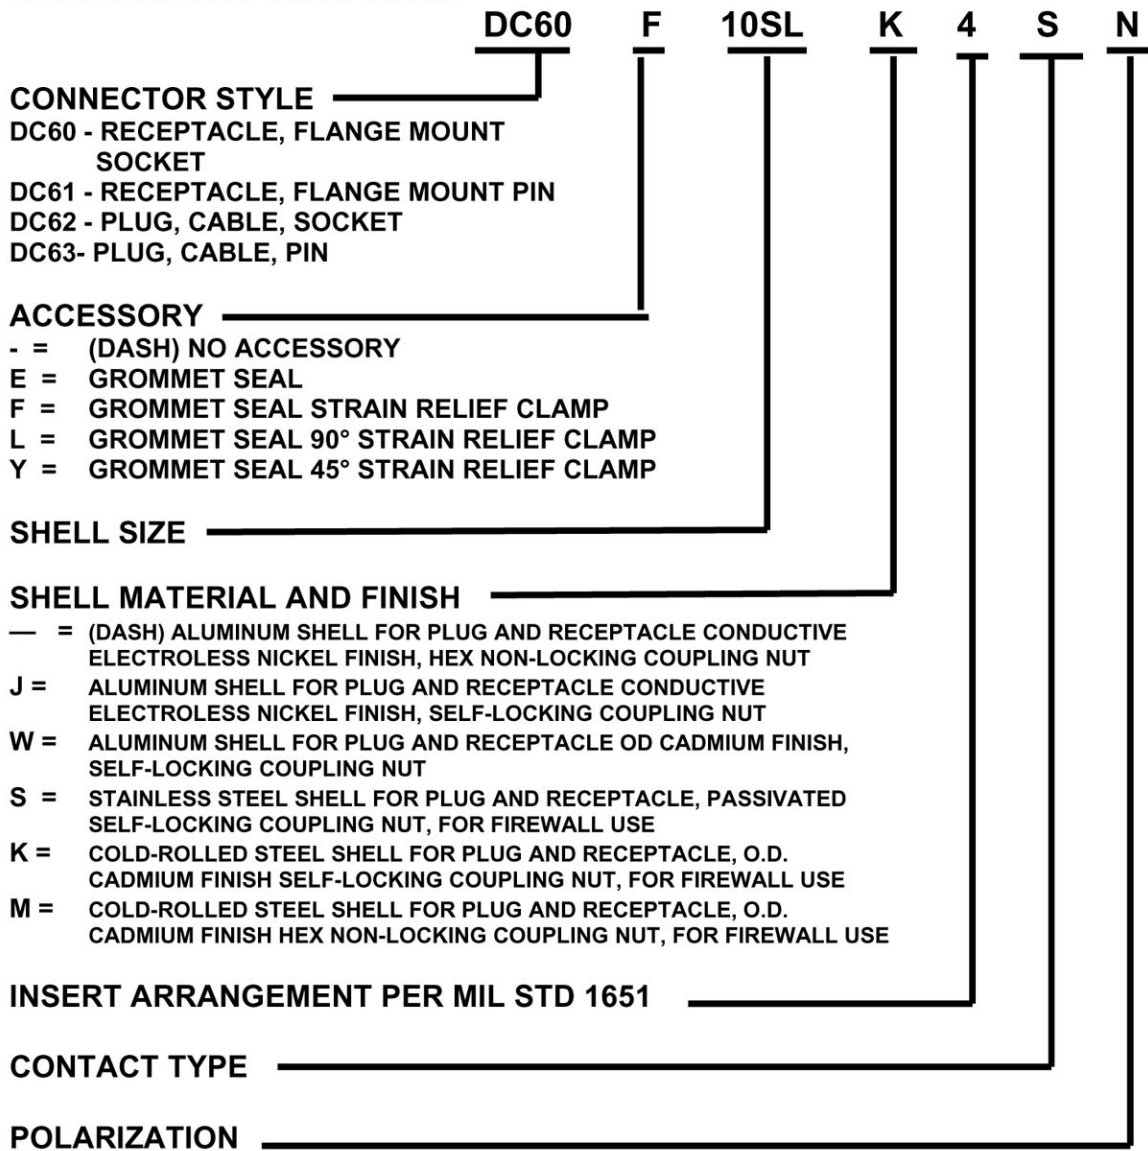 DC60 F 10SL K 4 S N
CONNECTOR STYLE
DC60 - RECEPTACLE, FLANGE MOUNT
SOCKET
DC61 - RECEPTACLE, FLANGE MOUNT PIN
DC62 - PLUG, CABLE, SOCKET
DC63- PLUG, CABLE, PIN
ACCESSORY
- = (DASH) NO ACCESSORY
E = GROMMET SEAL
F = GROMMET SEAL STRAIN RELIEF CLAMP
L = GROMMET SEAL 90° STRAIN RELIEF CLAMP
Y = GROMMET SEAL 45° STRAIN RELIEF CLAMP
SHELL SIZE
SHELL MATERIAL AND FINISH
— = (DASH) ALUMINUM SHELL FOR PLUG AND RECEPTACLE CONDUCTIVE
ELECTROLESS NICKEL FINISH, HEX NON-LOCKING COUPLING NUT
J = ALUMINUM SHELL FOR PLUG AND RECEPTACLE CONDUCTIVE
ELECTROLESS NICKEL FINISH, SELF-LOCKING COUPLING NUT
W = ALUMINUM SHELL FOR PLUG AND RECEPTACLE OD CADMIUM FINISH,
SELF-LOCKING COUPLING NUT
S = STAINLESS STEEL SHELL FOR PLUG AND RECEPTACLE, PASSIVATED
SELF-LOCKING COUPLING NUT, FOR FIREWALL USE
K = COLD-ROLLED STEEL SHELL FOR PLUG AND RECEPTACLE, O.D.
CADMIUM FINISH SELF-LOCKING COUPLING NUT, FOR FIREWALL USE
M = COLD-ROLLED STEEL SHELL FOR PLUG AND RECEPTACLE, O.D.
CADMIUM FINISH HEX NON-LOCKING COUPLING NUT, FOR FIREWALL USE
INSERT ARRANGEMENT PER MIL STD 1651
CONTACT TYPE
POLARIZATION